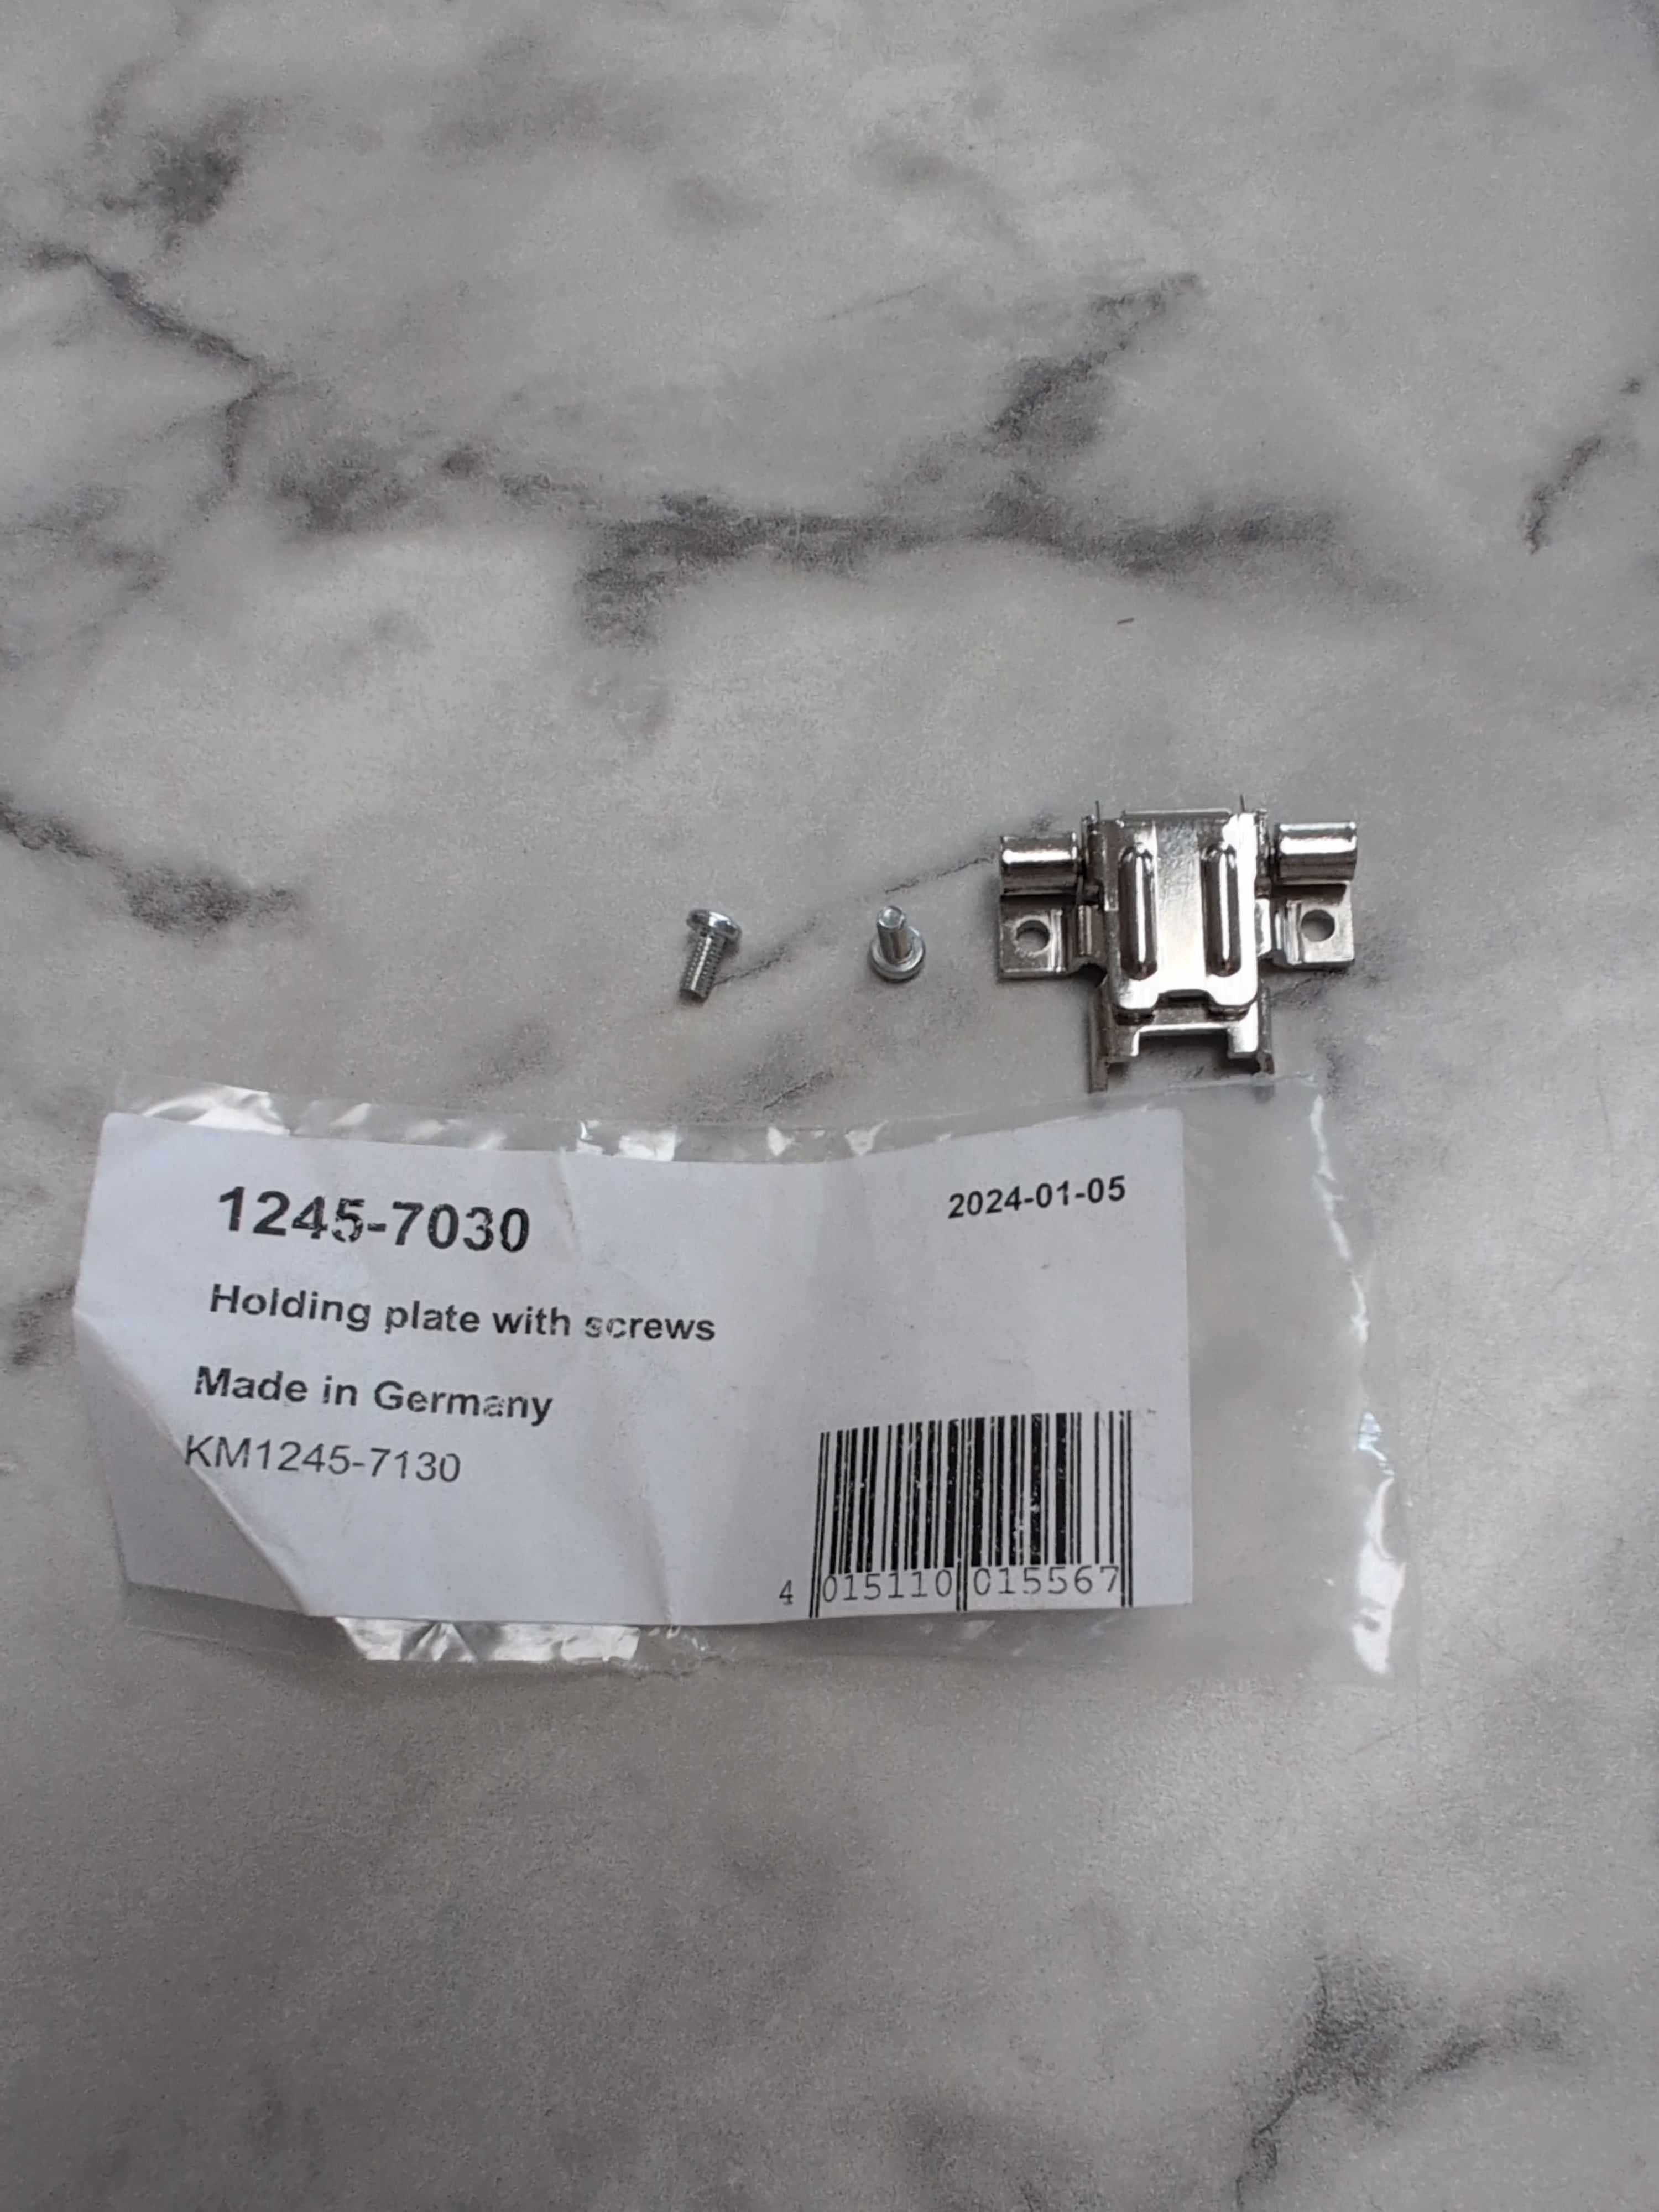 1245-7030
2024-01-05
Holding plate with screws
Made in Germany
KM1245-7130
4 015110 015567